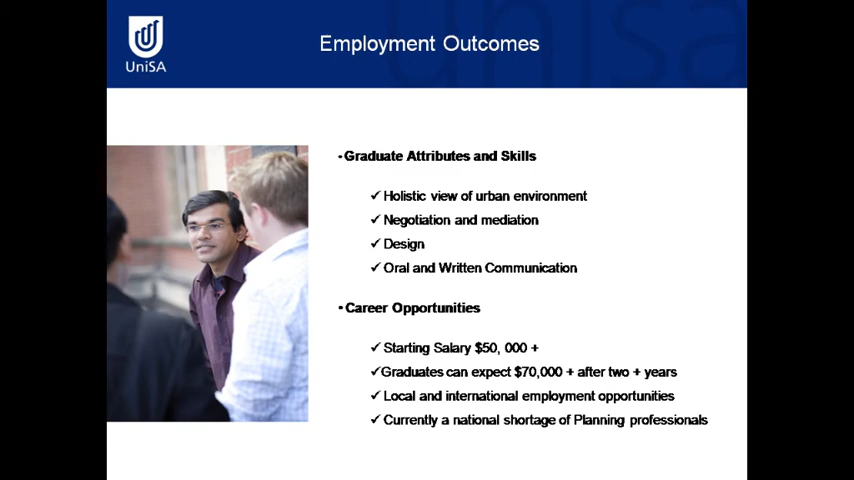 UniSA
Employment Outcomes
• Graduate Attributes and Skills
✓ Holistic view of urban environment
✓ Negotiation and mediation
✓ Design
✓ Oral and Written Communication
• Career Opportunities
✓ Starting Salary $50, 000 +
✓Graduates can expect $70,000 + after two + years
✓ Local and international employment opportunities
✓ Currently a national shortage of Planning professionals